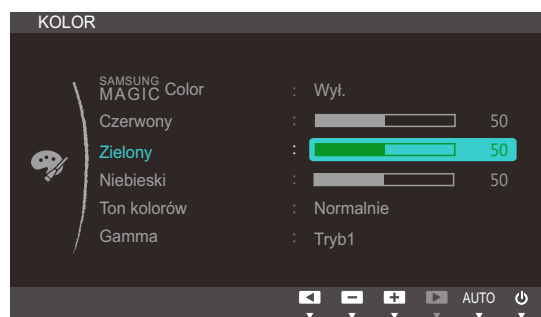 KOLOR
SAMSUNG MAGIC Color : Wył.
Czerwony : 50
Zielony : 50
Niebieski : 50
Ton kolorów : Normalnie
Gamma : Tryb1
AUTO